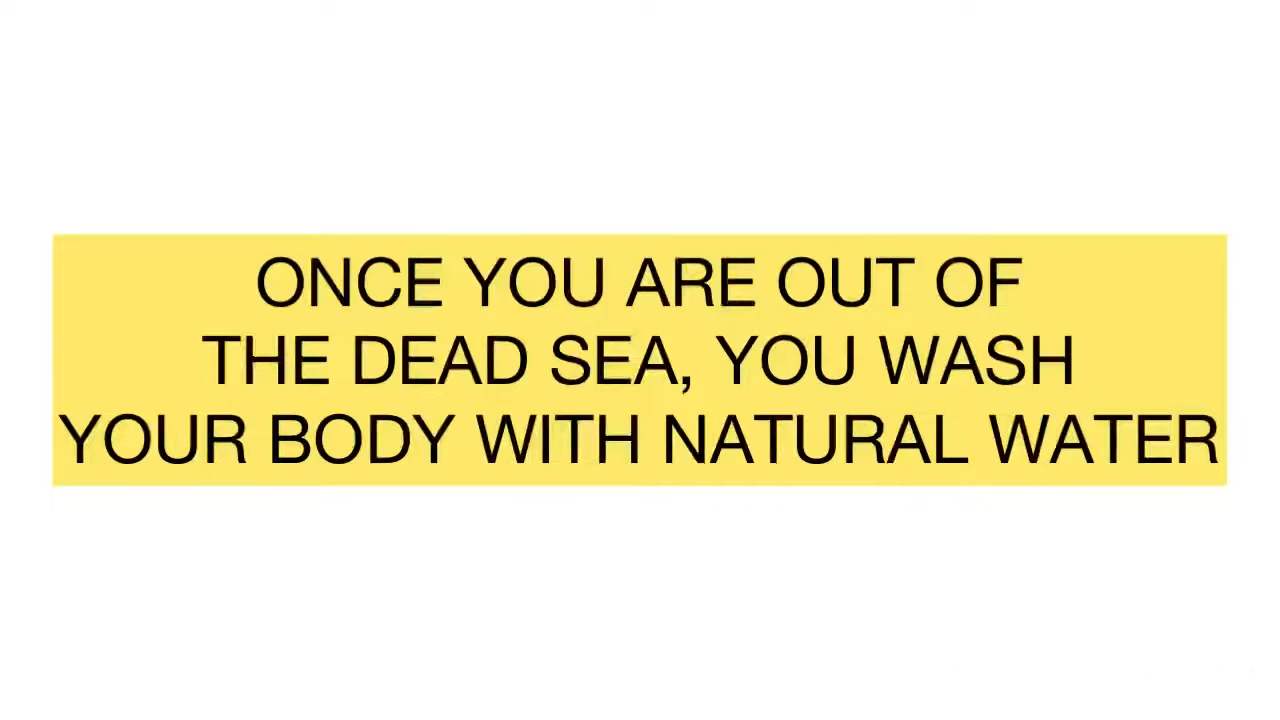 ONCE YOU ARE OUT OF
THE DEAD SEA, YOU WASH
YOUR BODY WITH NATURAL WATER